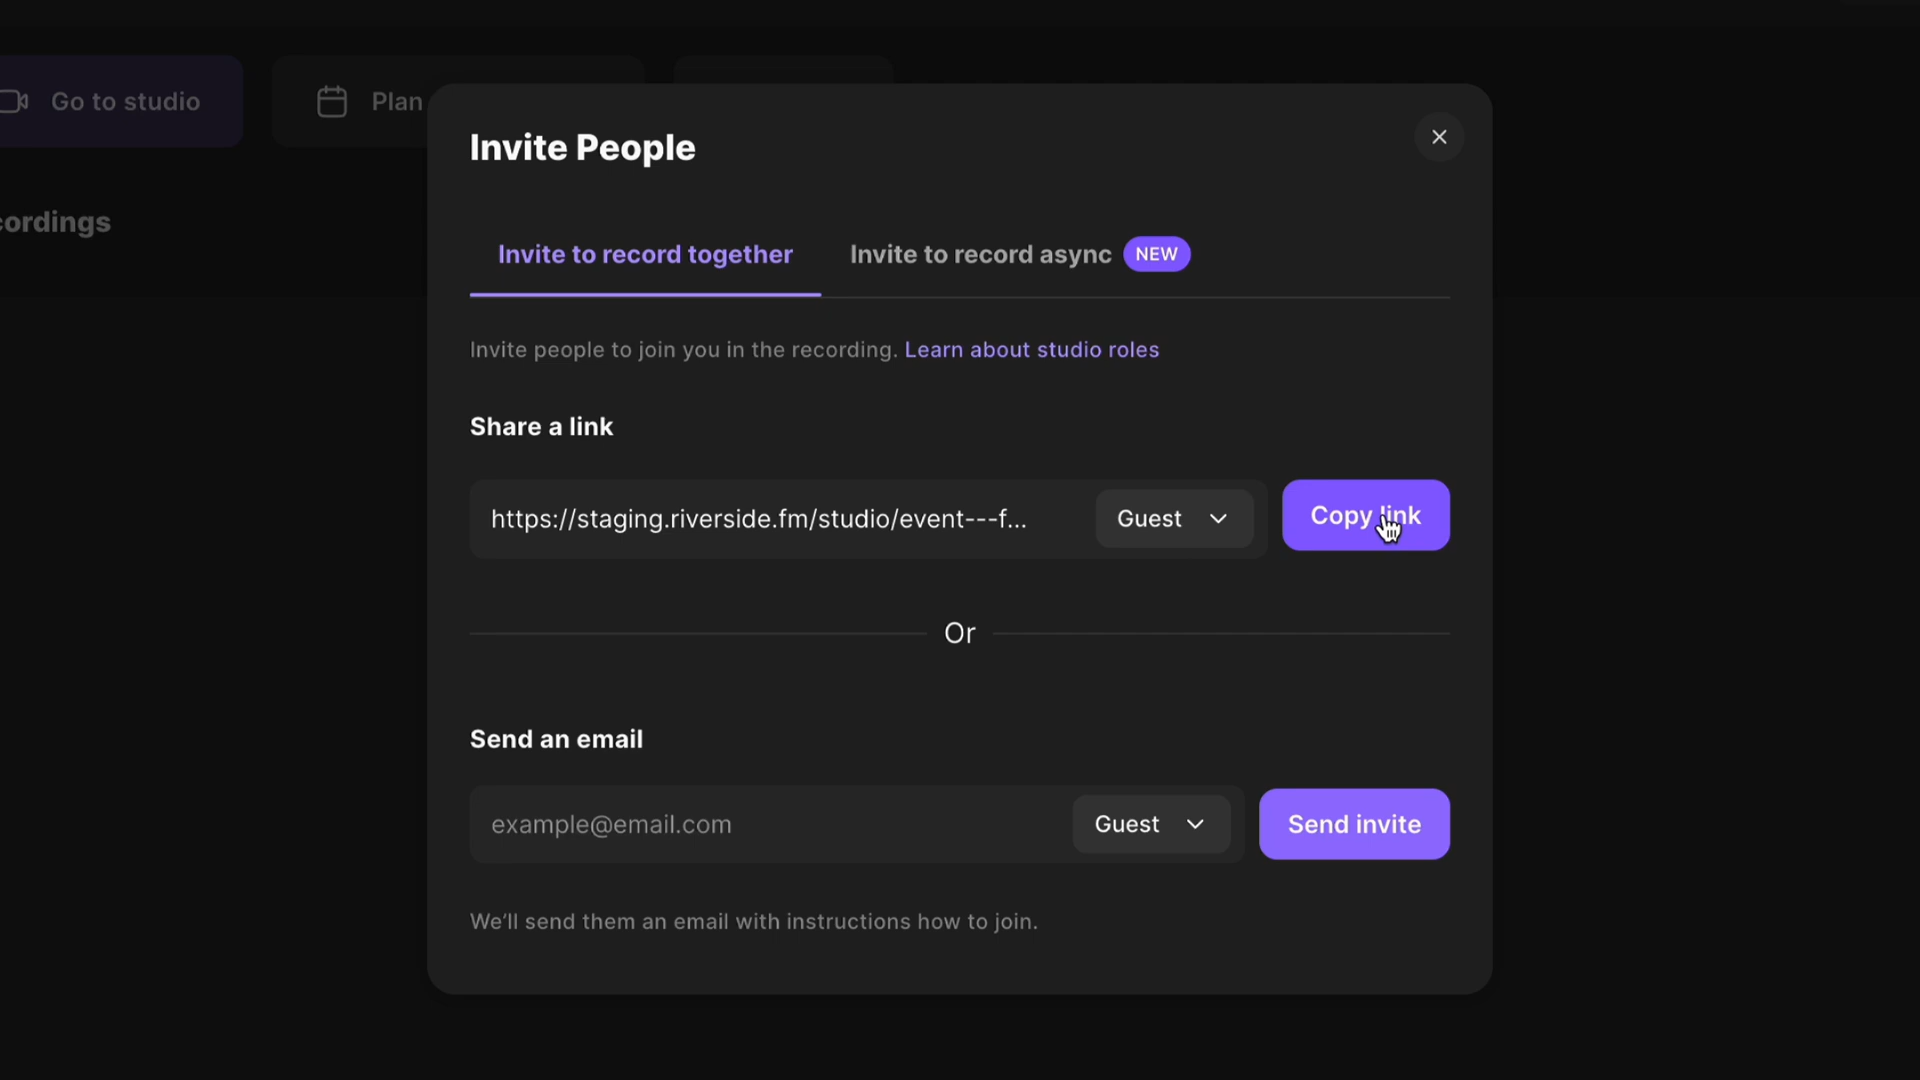 Go to studio
Plan
cordings
Invite People
Invite to record together
Invite to record async NEW
Invite people to join you in the recording. Learn about studio roles
Share a link
https://staging.riverside.fm/studio/event---f...
Guest
Copy link
Or
Send an email
example@email.com
Guest
Send invite
We’ll send them an email with instructions how to join.